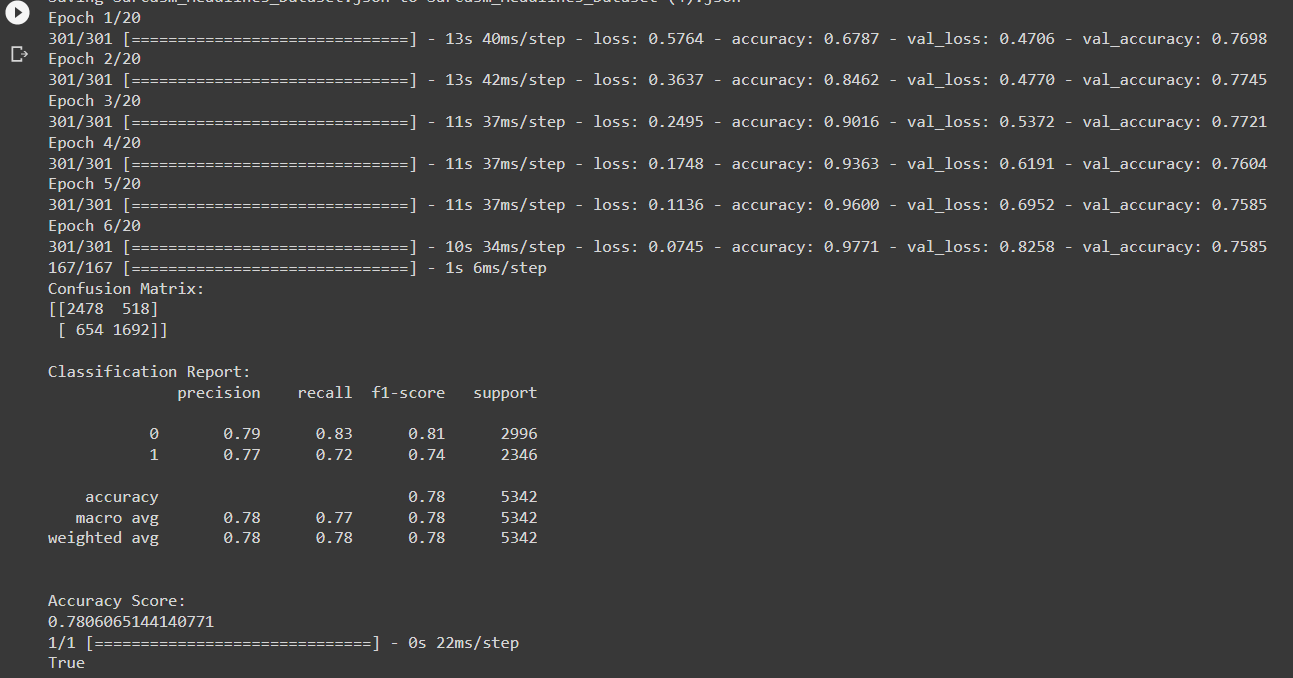 Saving Sarcasm_Headlines_Dataset.json to Sarcasm_Headlines_Dataset (4).json
Epoch 1/20
301/301 [==============================] - 13s 40ms/step - loss: 0.5764 - accuracy: 0.6787 - val_loss: 0.4706 - val_accuracy: 0.7698
Epoch 2/20
301/301 [==============================] - 13s 42ms/step - loss: 0.3637 - accuracy: 0.8462 - val_loss: 0.4770 - val_accuracy: 0.7745
Epoch 3/20
301/301 [==============================] - 11s 37ms/step - loss: 0.2495 - accuracy: 0.9016 - val_loss: 0.5372 - val_accuracy: 0.7721
Epoch 4/20
301/301 [==============================] - 11s 37ms/step - loss: 0.1748 - accuracy: 0.9363 - val_loss: 0.6191 - val_accuracy: 0.7604
Epoch 5/20
301/301 [==============================] - 11s 37ms/step - loss: 0.1136 - accuracy: 0.9600 - val_loss: 0.6952 - val_accuracy: 0.7585
Epoch 6/20
301/301 [==============================] - 10s 34ms/step - loss: 0.0745 - accuracy: 0.9771 - val_loss: 0.8258 - val_accuracy: 0.7585
167/167 [==============================] - 1s 6ms/step
Confusion Matrix:
[[2478  518]
 [ 654 1692]]
Classification Report:
              precision    recall  f1-score   support
           0       0.79      0.83      0.81      2996
           1       0.77      0.72      0.74      2346
    accuracy                           0.78      5342
   macro avg       0.78      0.77      0.78      5342
weighted avg       0.78      0.78      0.78      5342
Accuracy Score:
0.7806065144140771
1/1 [==============================] - 0s 22ms/step
True